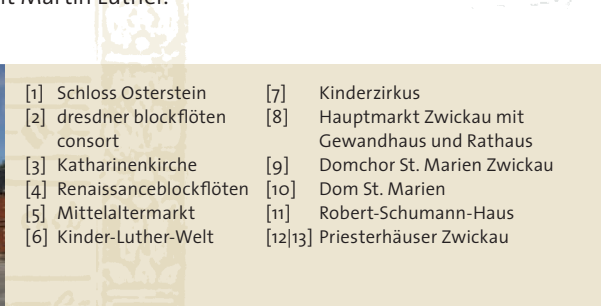 Martin Luther.
[1] Schloss Osterstein
[2] dresdner blockflöten
consort
[3] Katharinenkirche
[4] Renaissanceblockflöten
[5] Mittelaltermarkt
[6] Kinder-Luther-Welt
[7] Kinderzirkus
[8] Hauptmarkt Zwickau mit
Gewandhaus und Rathaus
[9] Domchor St. Marien Zwickau
[10] Dom St. Marien
[11] Robert-Schumann-Haus
[12|13] Priesterhäuser Zwickau